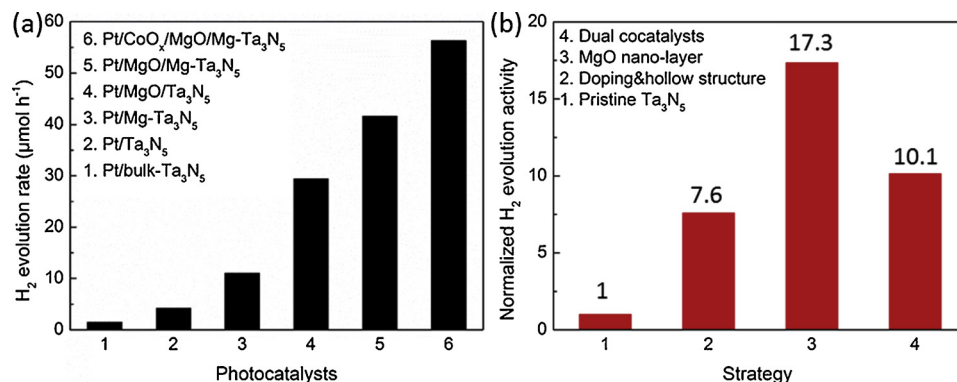 (a)
60
50
40
30
20
10
0
H₂ evolution rate (μmol h⁻¹)
6. Pt/CoOₓ/MgO/Mg-Ta₃N₅
5. Pt/MgO/Mg-Ta₃N₅
4. Pt/MgO/Ta₃N₅
3. Pt/Mg-Ta₃N₅
2. Pt/Ta₃N₅
1. Pt/bulk-Ta₃N₅
1 2 3 4 5 6
Photocatalysts
(b)
20
15
10
5
0
Normalized H₂ evolution activity
4. Dual cocatalysts
3. MgO nano-layer
2. Doping&hollow structure
1. Pristine Ta₃N₅
1
7.6
17.3
10.1
1 2 3 4
Strategy